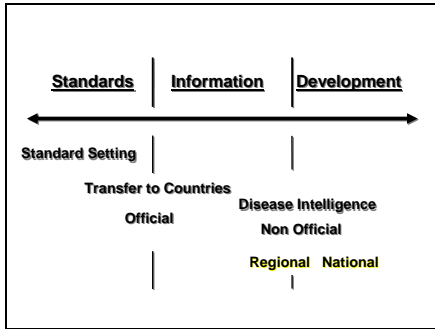 Standards Information Development
Standard Setting
Transfer to Countries
Official
Disease Intelligence
Non Official
Regional National